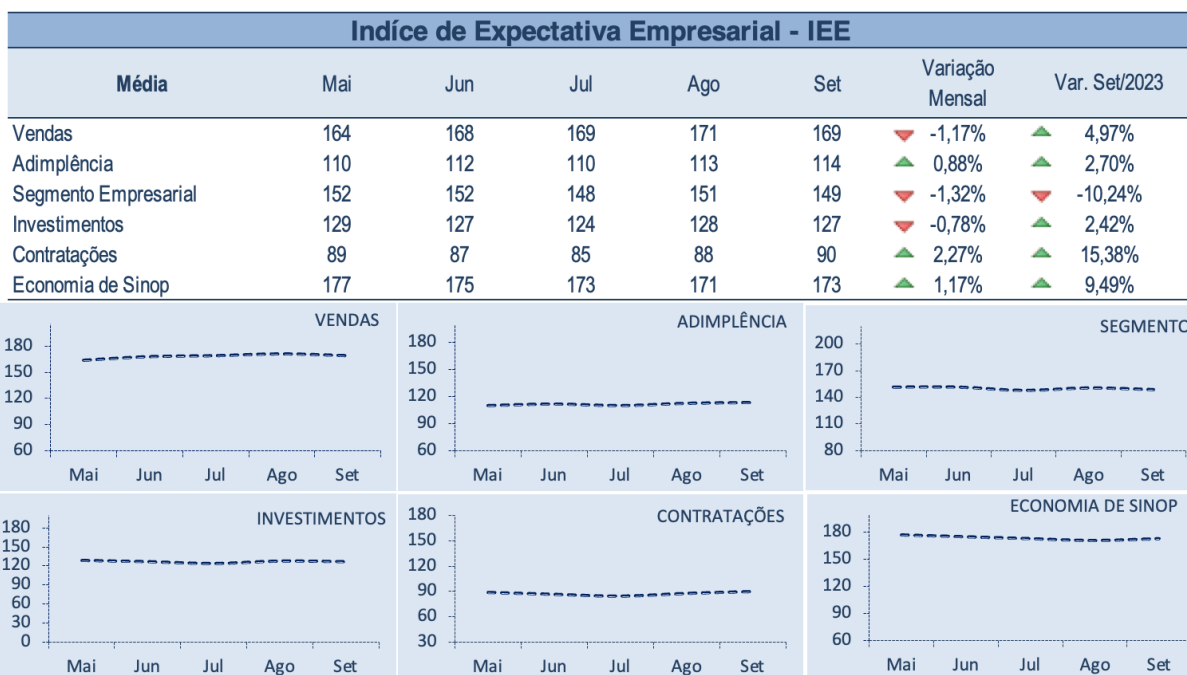 Indíce de Expectativa Empresarial - IEE
Média Mai Jun Jul Ago Set Variação Mensal Var. Set/2023
Vendas 164 168 169 171 169 -1,17% 4,97%
Adimplência 110 112 110 113 114 0,88% 2,70%
Segmento Empresarial 152 152 148 151 149 -1,32% -10,24%
Investimentos 129 127 124 128 127 -0,78% 2,42%
Contratações 89 87 85 88 90 2,27% 15,38%
Economia de Sinop 177 175 173 171 173 1,17% 9,49%
VENDAS
180
150
120
90
60
Mai Jun Jul Ago Set
ADIMPLÊNCIA
180
150
120
90
60
Mai Jun Jul Ago Set
SEGMENTO
200
170
140
110
80
Mai Jun Jul Ago Set
INVESTIMENTOS
180
150
120
90
60
30
0
Mai Jun Jul Ago Set
CONTRATAÇÕES
180
150
120
90
60
30
Mai Jun Jul Ago Set
ECONOMIA DE SINOP
180
150
120
90
60
Mai Jun Jul Ago Set